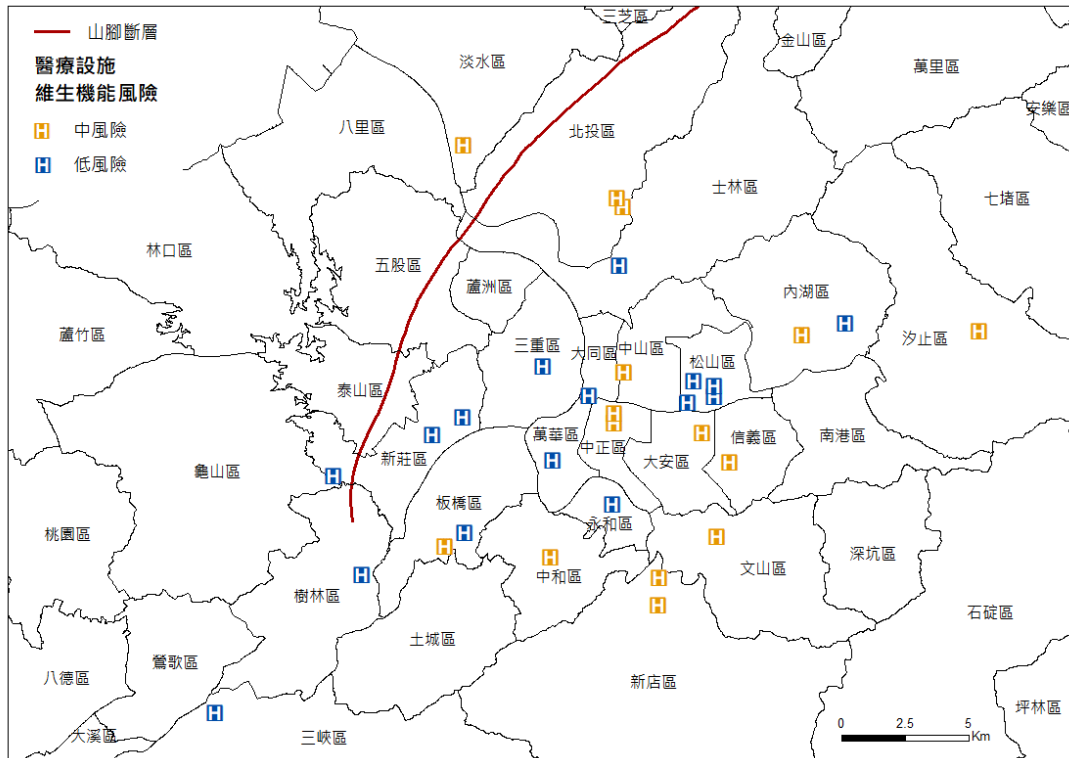 山腳斷層
醫療設施
維生機能風險
H 中風險
H 低風險
三芝區
金山區
淡水區
萬里區
安樂區
八里區
北投區
士林區
七堵區
林口區
五股區
蘆洲區
內湖區
蘆竹區
三重區
大同區
中山區
松山區
汐止區
泰山區
萬華區
中正區
大安區
信義區
南港區
新莊區
龜山區
板橋區
永和區
桃園區
樹林區
中和區
文山區
深坑區
土城區
石碇區
鶯歌區
八德區
新店區
坪林區
大溪區
三峽區
0 2.5 5
Km